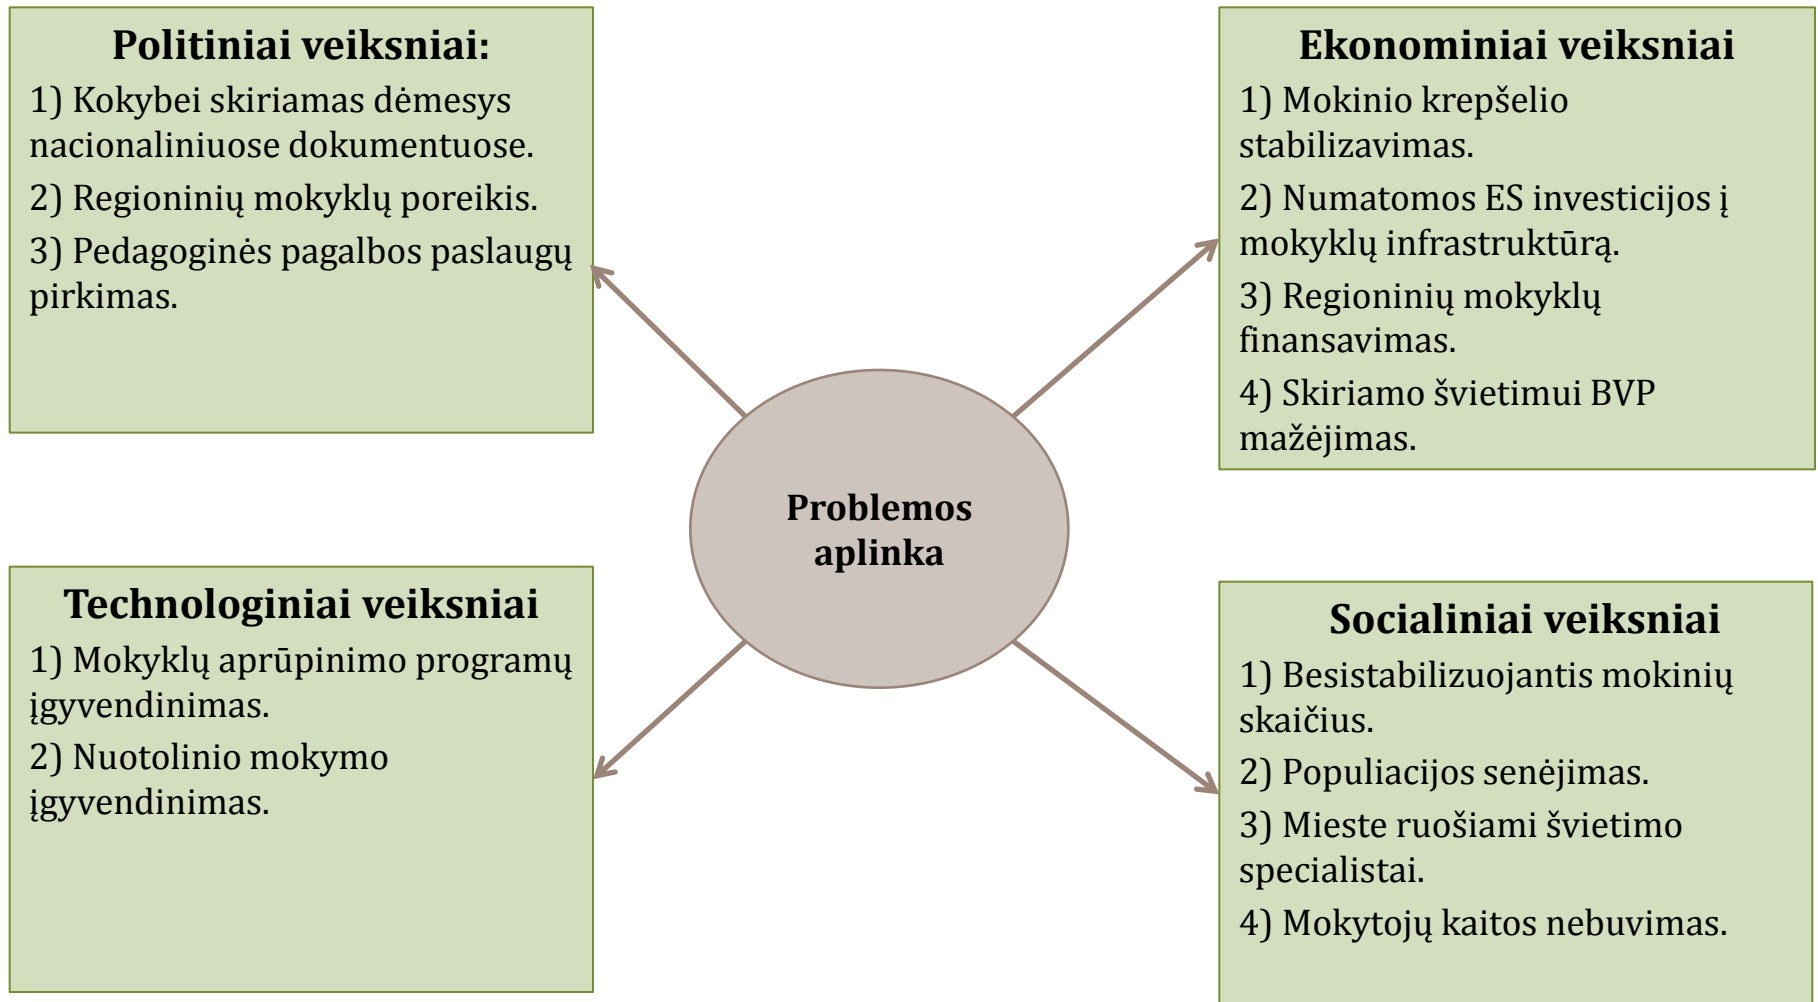 Politiniai veiksniai:
1) Kokybei skiriamas dėmesys
nacionaliniuose dokumentuose.
2) Regioninių mokyklų poreikis.
3) Pedagoginės pagalbos paslaugų
pirkimas.
Ekonominiai veiksniai
1) Mokinio krepšelio
stabilizavimas.
2) Numatomos ES investicijos į
mokyklų infrastruktūrą.
3) Regioninių mokyklų
finansavimas.
4) Skiriamo švietimui BVP
mažėjimas.
Problemos
aplinka
Technologiniai veiksniai
1) Mokyklų aprūpinimo programų
įgyvendinimas.
2) Nuotolinio mokymo
įgyvendinimas.
Socialiniai veiksniai
1) Besistabilizuojantis mokinių
skaičius.
2) Populiacijos senėjimas.
3) Mieste ruošiami švietimo
specialistai.
4) Mokytojų kaitos nebuvimas.